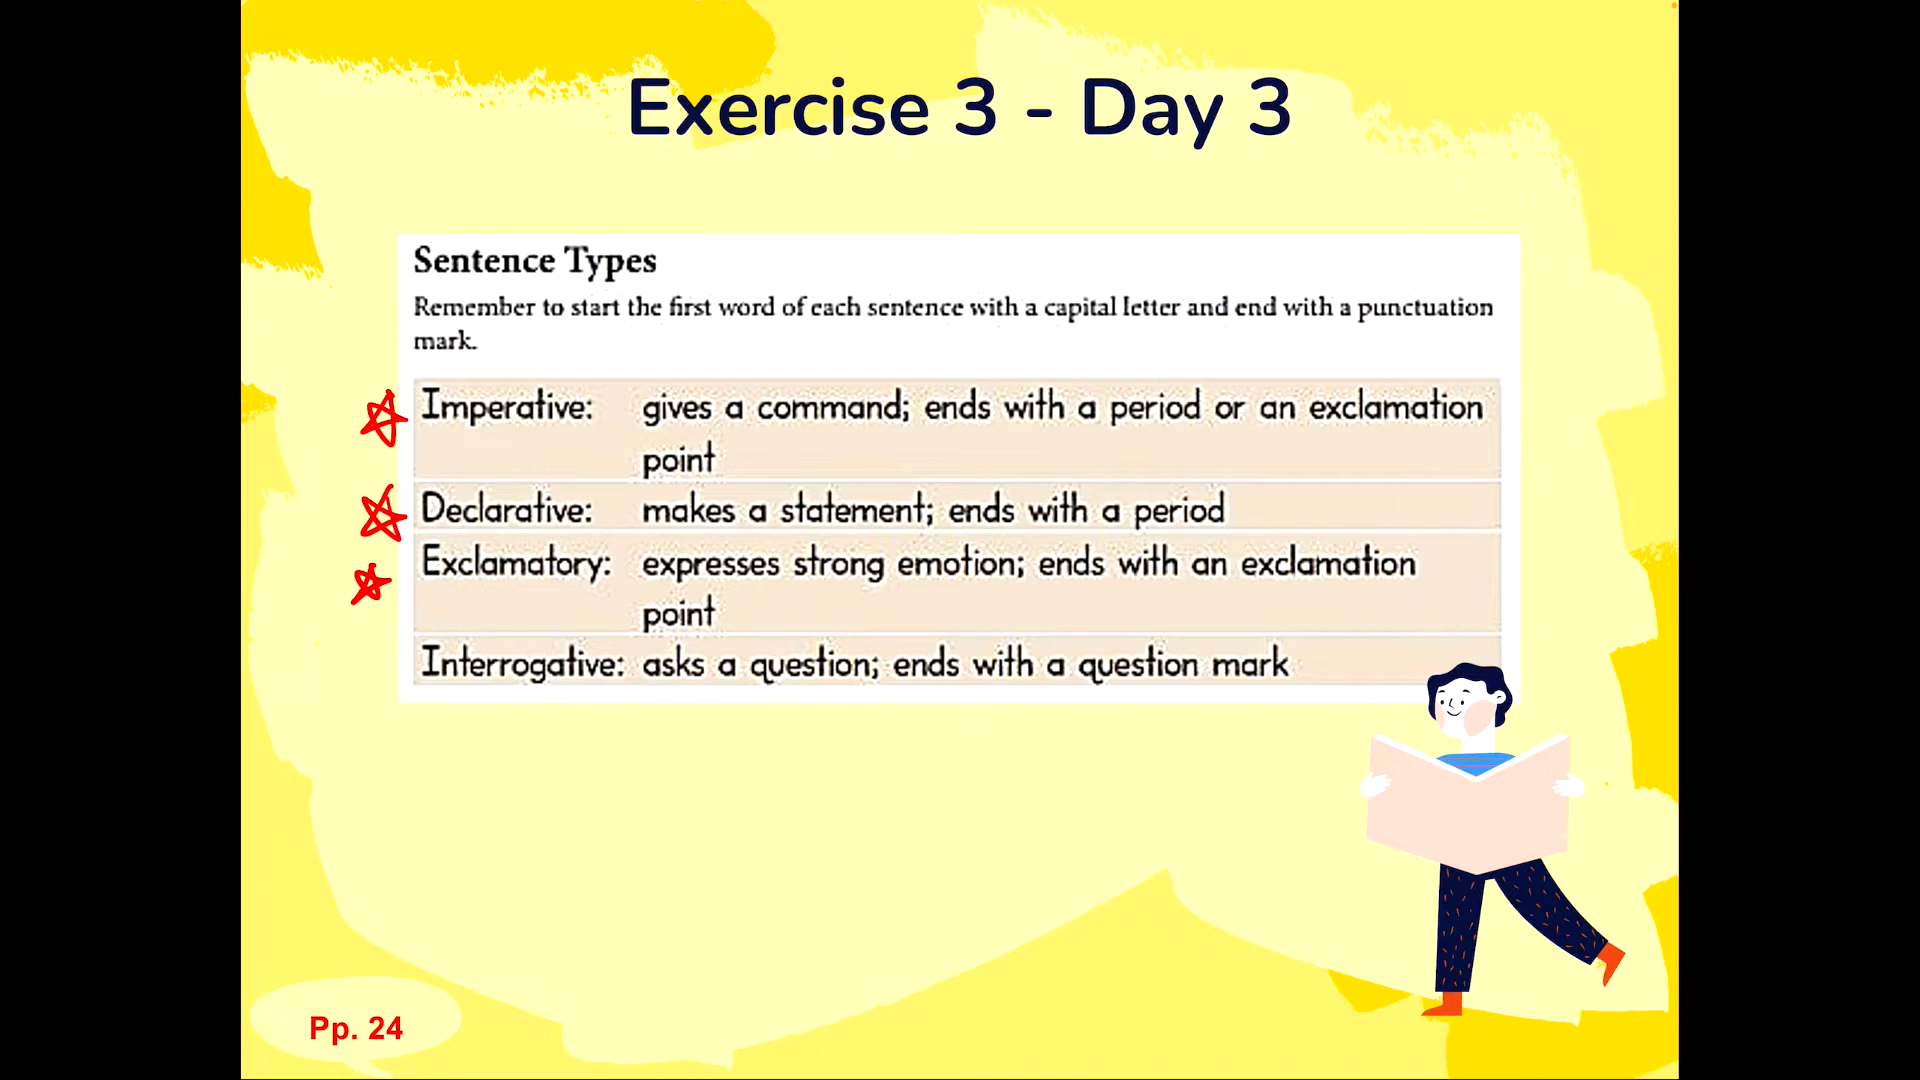 Exercise 3 - Day 3
Sentence Types
Remember to start the first word of each sentence with a capital letter and end with a punctuation
mark.
Imperative: gives a command; ends with a period or an exclamation
point
Declarative: makes a statement; ends with a period
Exclamatory: expresses strong emotion; ends with an exclamation
point
Interrogative: asks a question; ends with a question mark
Pp. 24